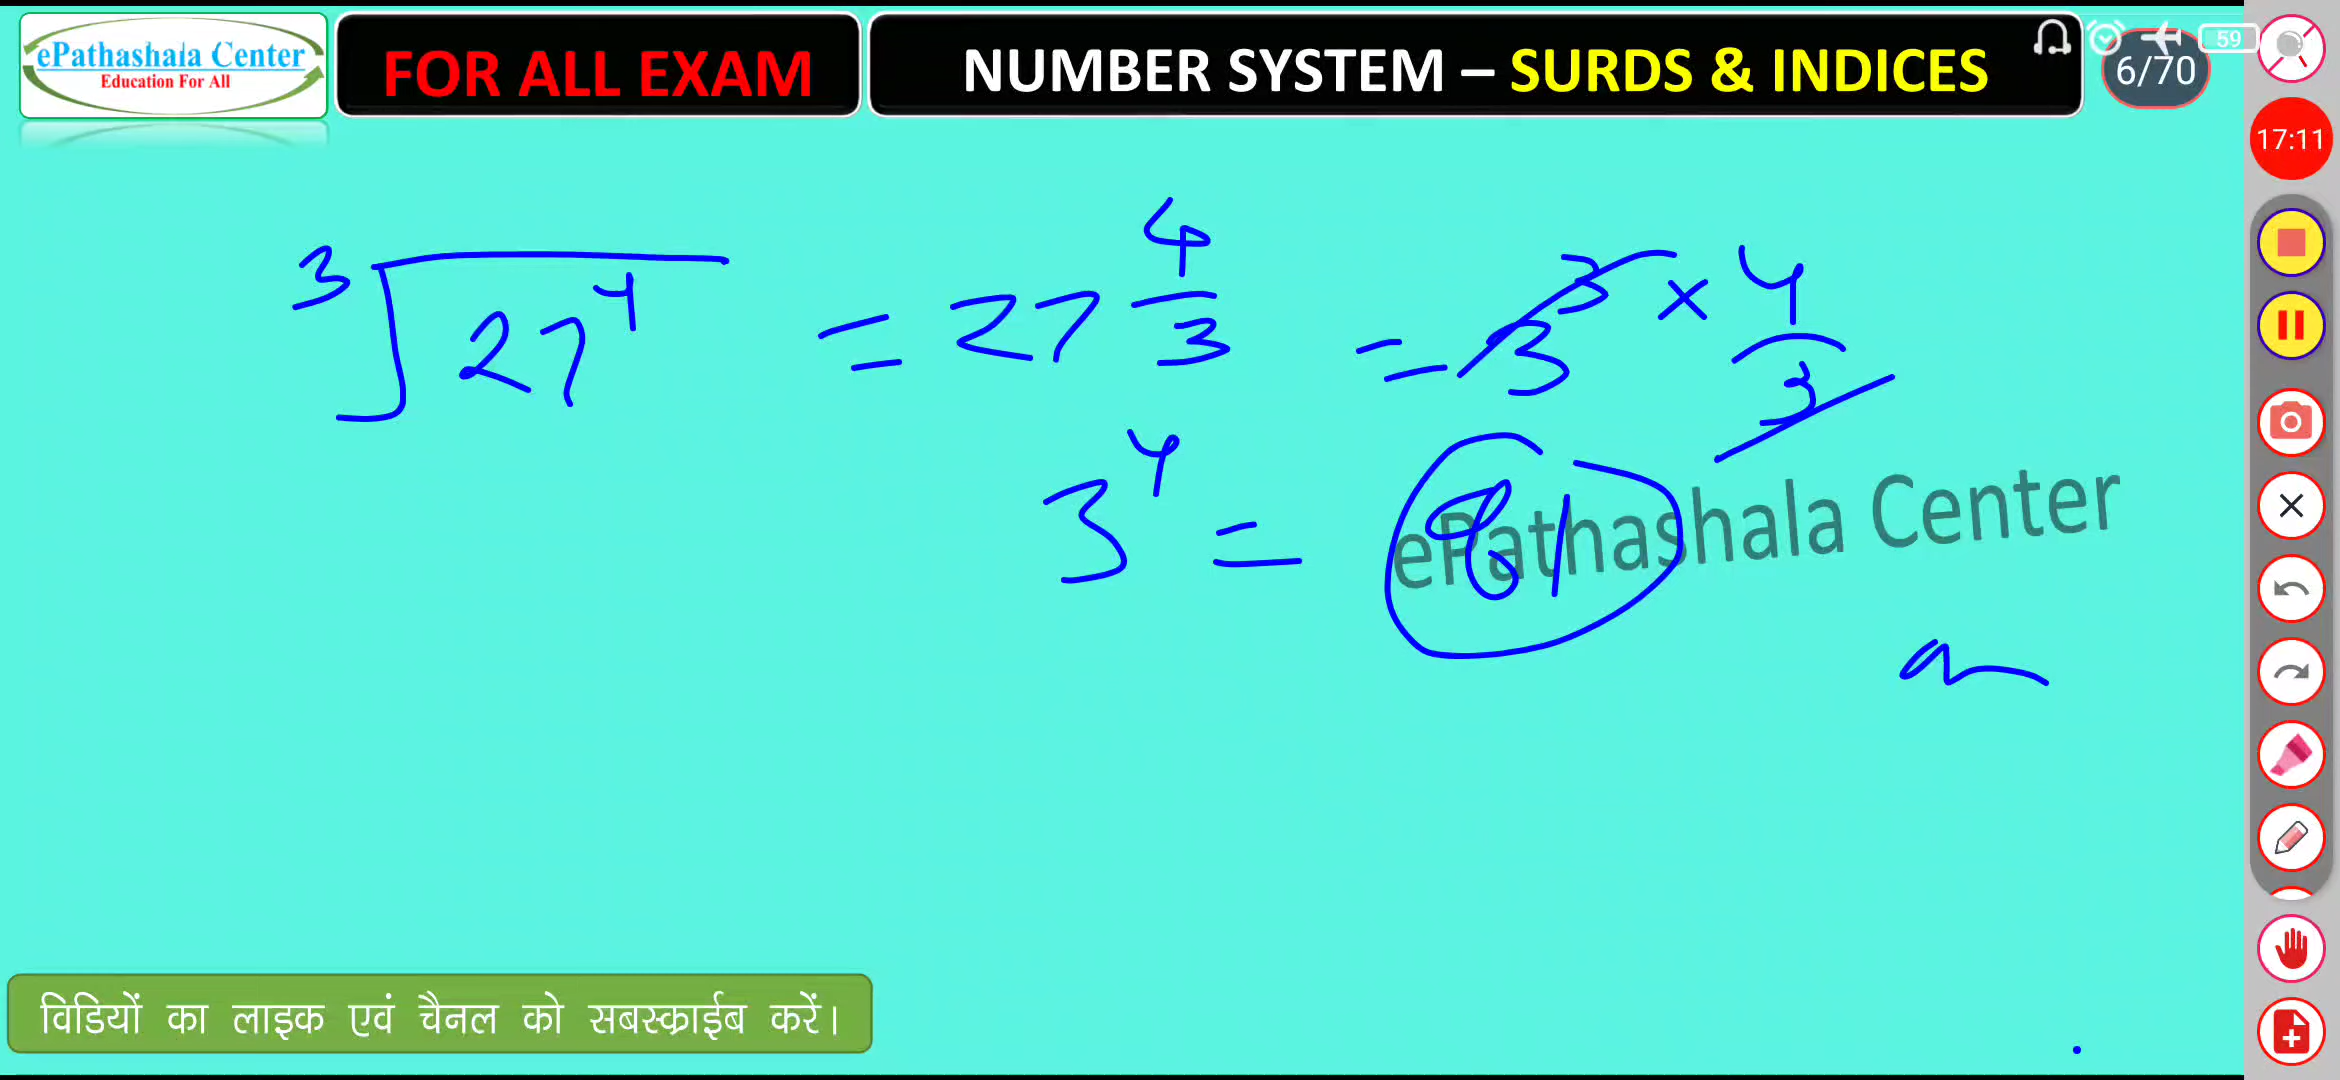 ePathashala Center
Education For All
FOR ALL EXAM
NUMBER SYSTEM – SURDS & INDICES
59
6/70
17:11
∛27⁴ = 27^(4/3) = 3^(3×4/3)
3⁴ = 81
ePathashala Center
विडियों का लाइक एवं चैनल को सबस्क्राईब करें।